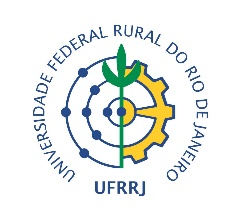 UNIVERSIDADE FEDERAL RURAL DO RIO DE JANEIRO
UFRRJ